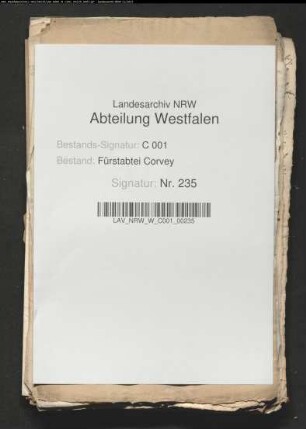 Landesarchiv NRW
Abteilung Westfalen
Bestands-Signatur: C 001
Bestand: Fürstabtei Corvey
Signatur: Nr. 235
LAV_NRW_W_C001_00235